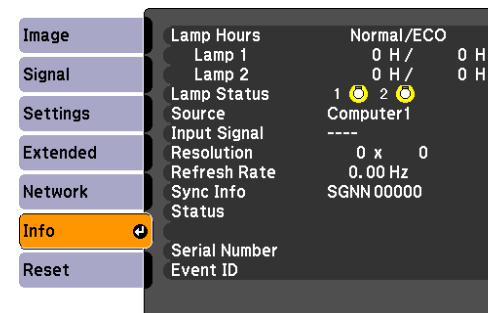 Image
Signal
Settings
Extended
Network
Info
Reset
Lamp Hours Normal/ECO
Lamp 1 0 H / 0 H
Lamp 2 0 H / 0 H
Lamp Status 1 2
Source Computer1
Input Signal ----
Resolution 0 x 0
Refresh Rate 0.00 Hz
Sync Info SGNN00000
Status
Serial Number
Event ID